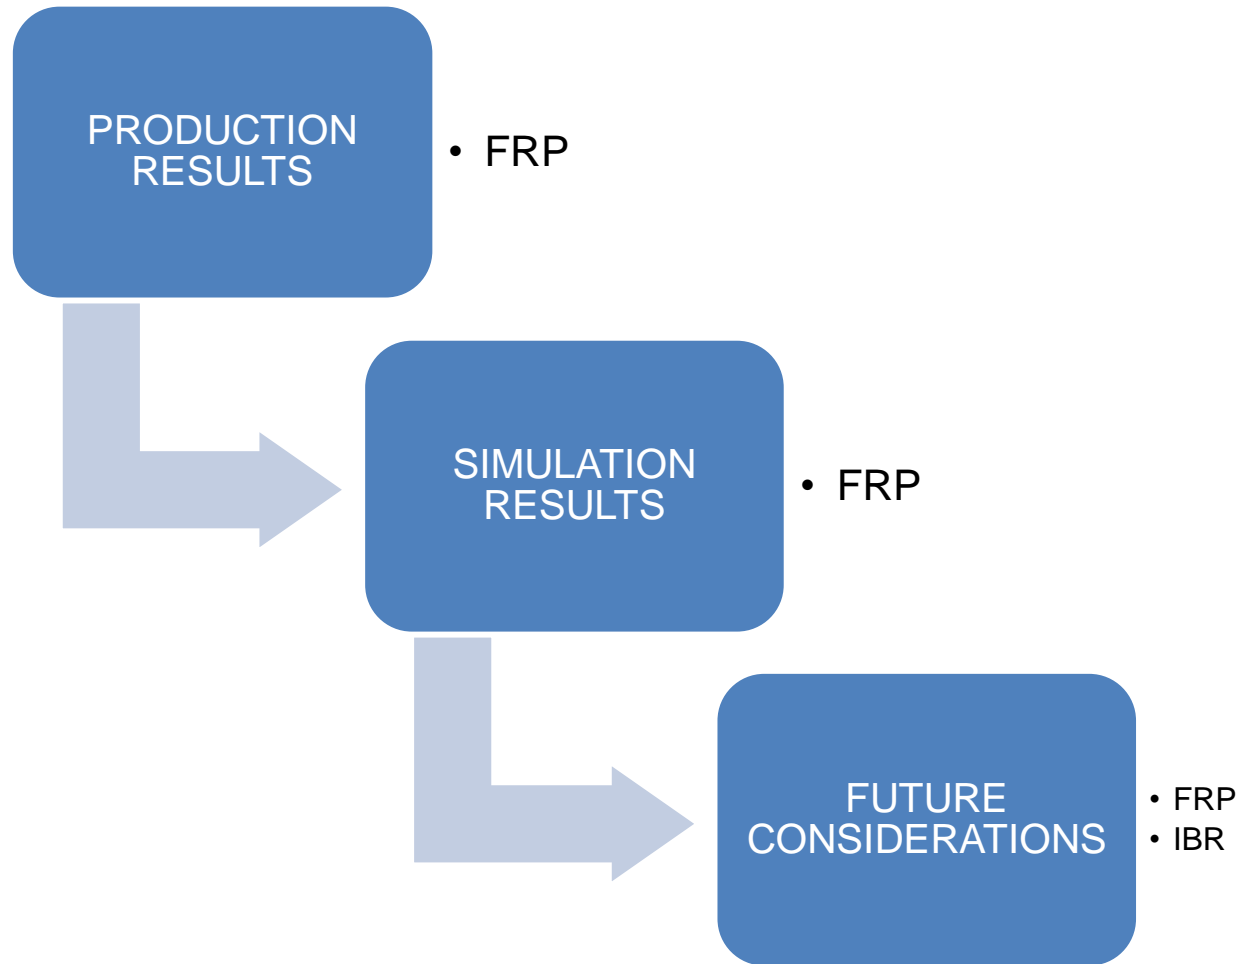 PRODUCTION
RESULTS
• FRP
SIMULATION
RESULTS
• FRP
FUTURE
CONSIDERATIONS
• FRP
• IBR